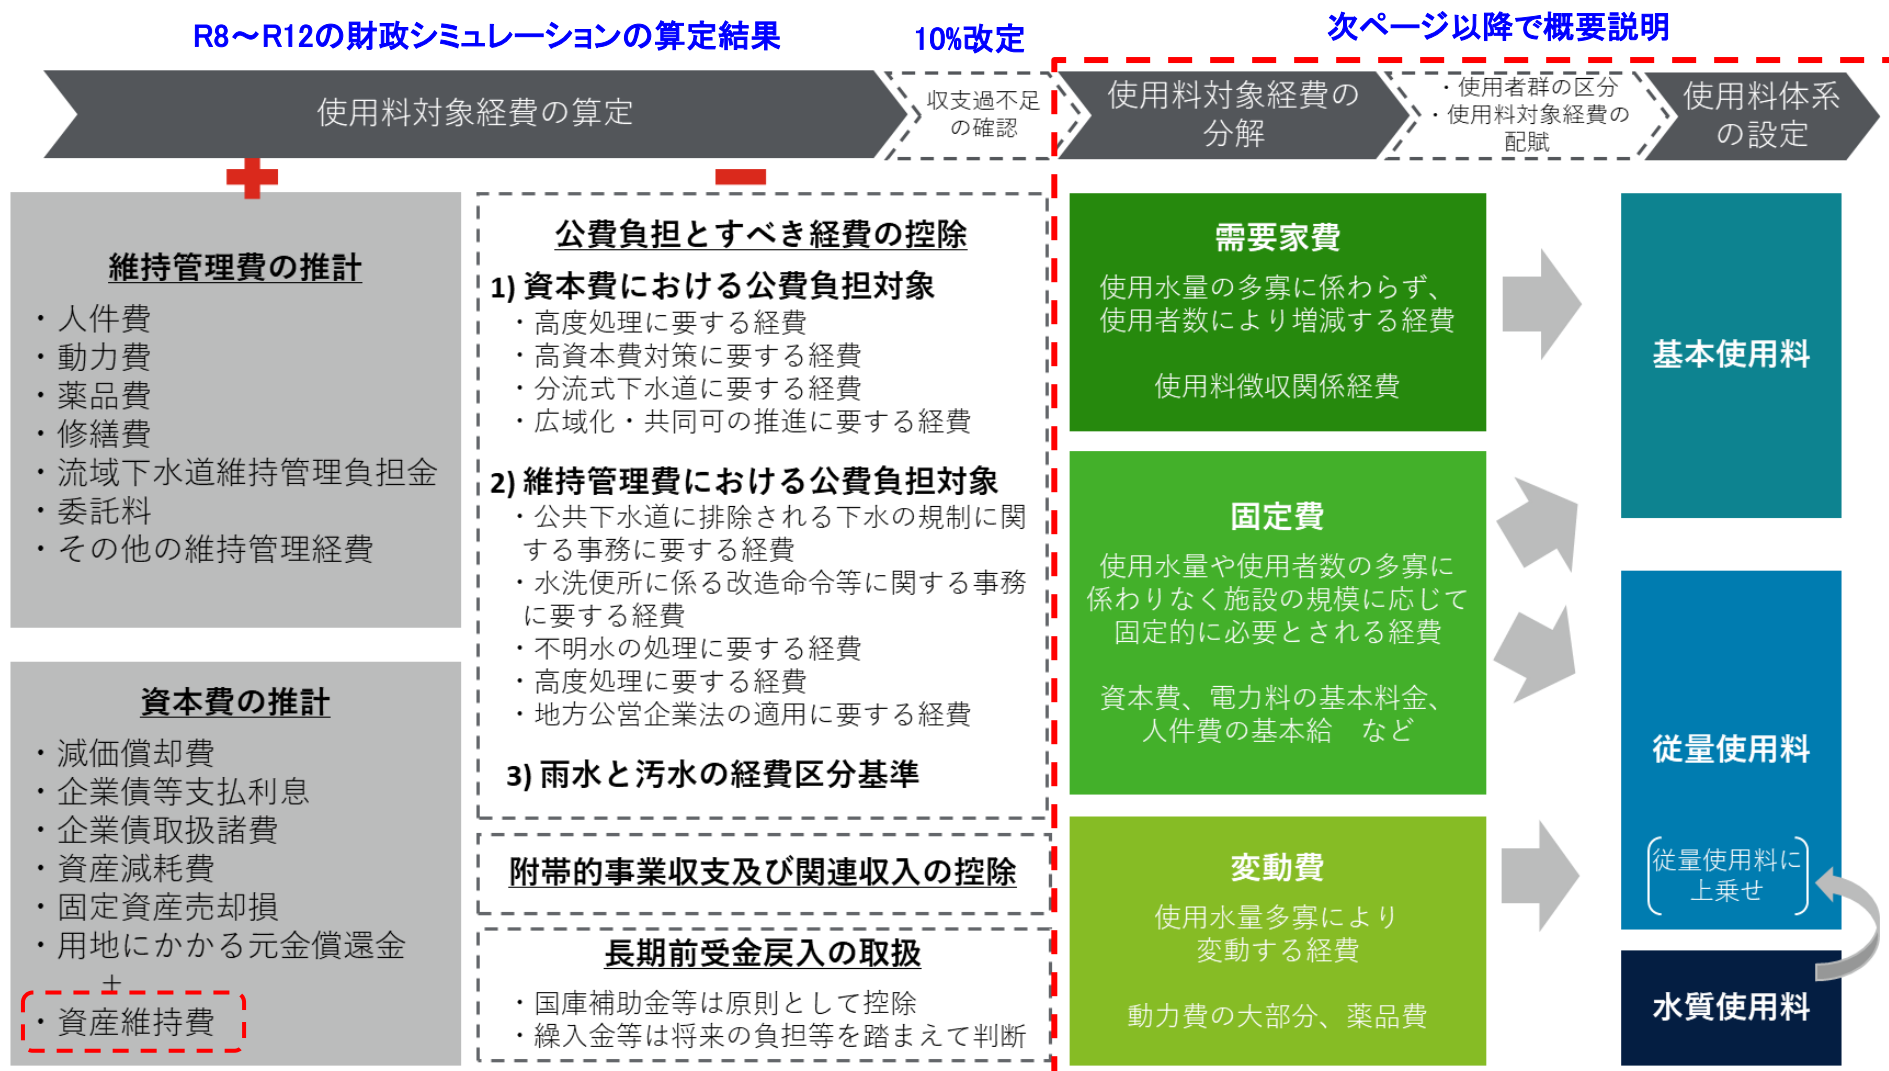 R8～R12の財政シミュレーションの算定結果
10%改定
次ページ以降で概要説明
使用料対象経費の算定
収支過不足
の確認
使用料対象経費の
分解
・使用者群の区分
・使用料対象経費の
配賦
使用料体系
の設定
維持管理費の推計
・人件費
・動力費
・薬品費
・修繕費
・流域下水道維持管理負担金
・委託料
・その他の維持管理経費
資本費の推計
・減価償却費
・企業債等支払利息
・企業債取扱諸費
・資産減耗費
・固定資産売却損
・用地にかかる元金償還金
＋
・資産維持費
公費負担とすべき経費の控除
1) 資本費における公費負担対象
・高度処理に要する経費
・高資本費対策に要する経費
・分流式下水道に要する経費
・広域化・共同可の推進に要する経費
2) 維持管理費における公費負担対象
・公共下水道に排除される下水の規制に関
する事務に要する経費
・水洗便所に係る改造命令等に関する事務
に要する経費
・不明水の処理に要する経費
・高度処理に要する経費
・地方公営企業法の適用に要する経費
3) 雨水と汚水の経費区分基準
附帯的事業収支及び関連収入の控除
長期前受金戻入の取扱
・国庫補助金等は原則として控除
・繰入金等は将来の負担等を踏まえて判断
需要家費
使用水量の多寡に係わらず、
使用者数により増減する経費
使用料徴収関係経費
固定費
使用水量や使用者数の多寡に
係わりなく施設の規模に応じて
固定的に必要とされる経費
資本費、電力料の基本料金、
人件費の基本給　など
変動費
使用水量多寡により
変動する経費
動力費の大部分、薬品費
基本使用料
従量使用料
従量使用料に
上乗せ
水質使用料